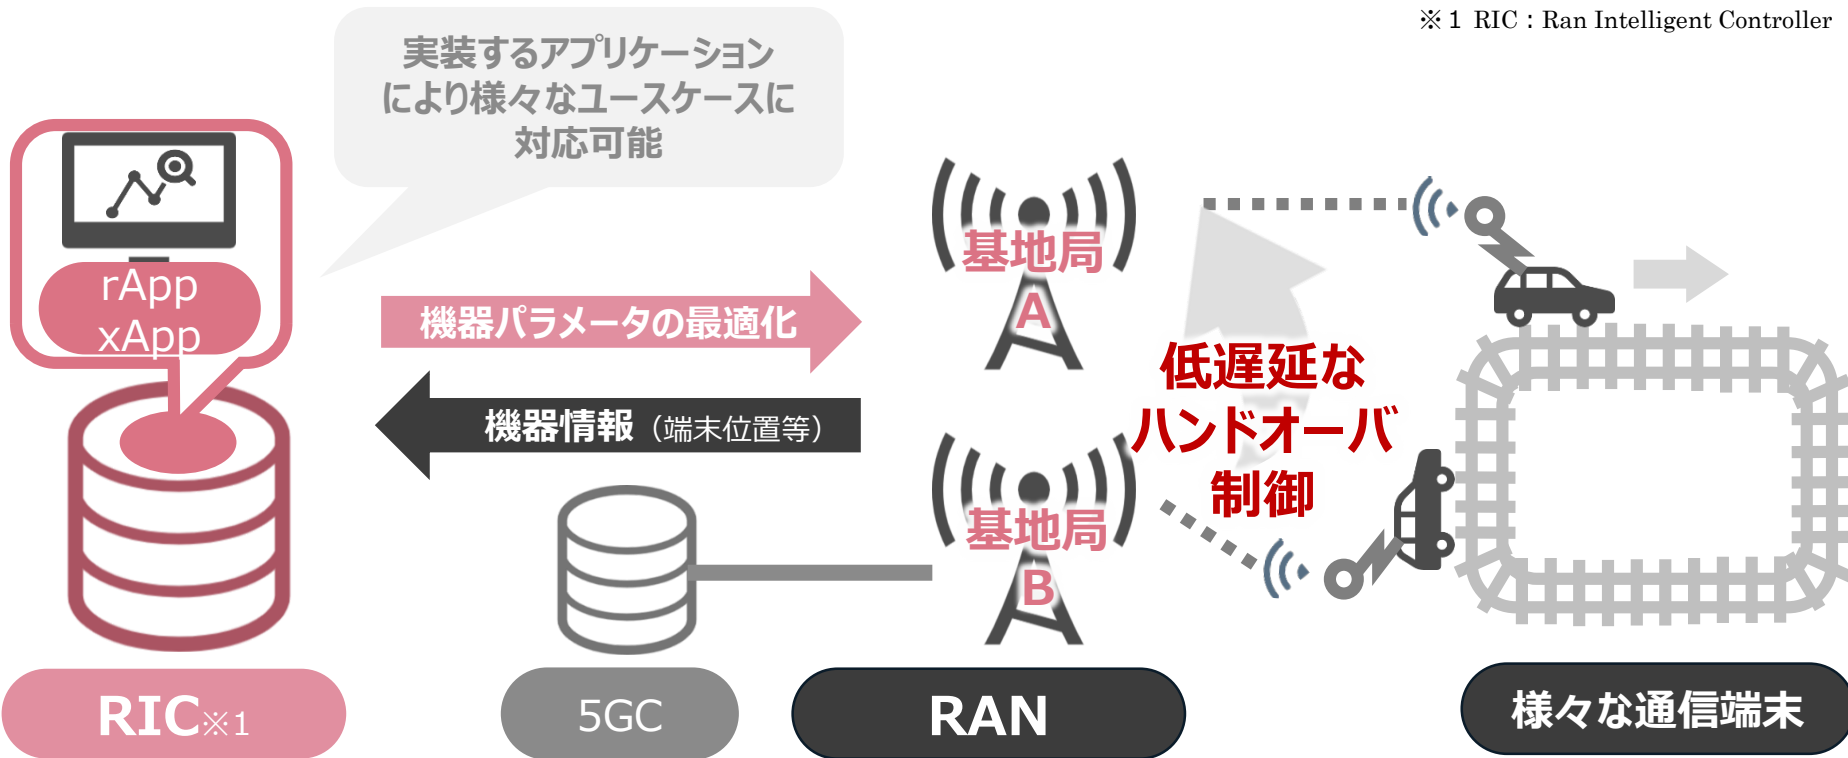 ※１ RIC：Ran Intelligent Controller
実装するアプリケーション
により様々なユースケースに
対応可能
rApp
xApp
機器パラメータの最適化
機器情報（端末位置等）
基地局
A
基地局
B
低遅延な
ハンドオーバ
制御
RIC※1
5GC
RAN
様々な通信端末